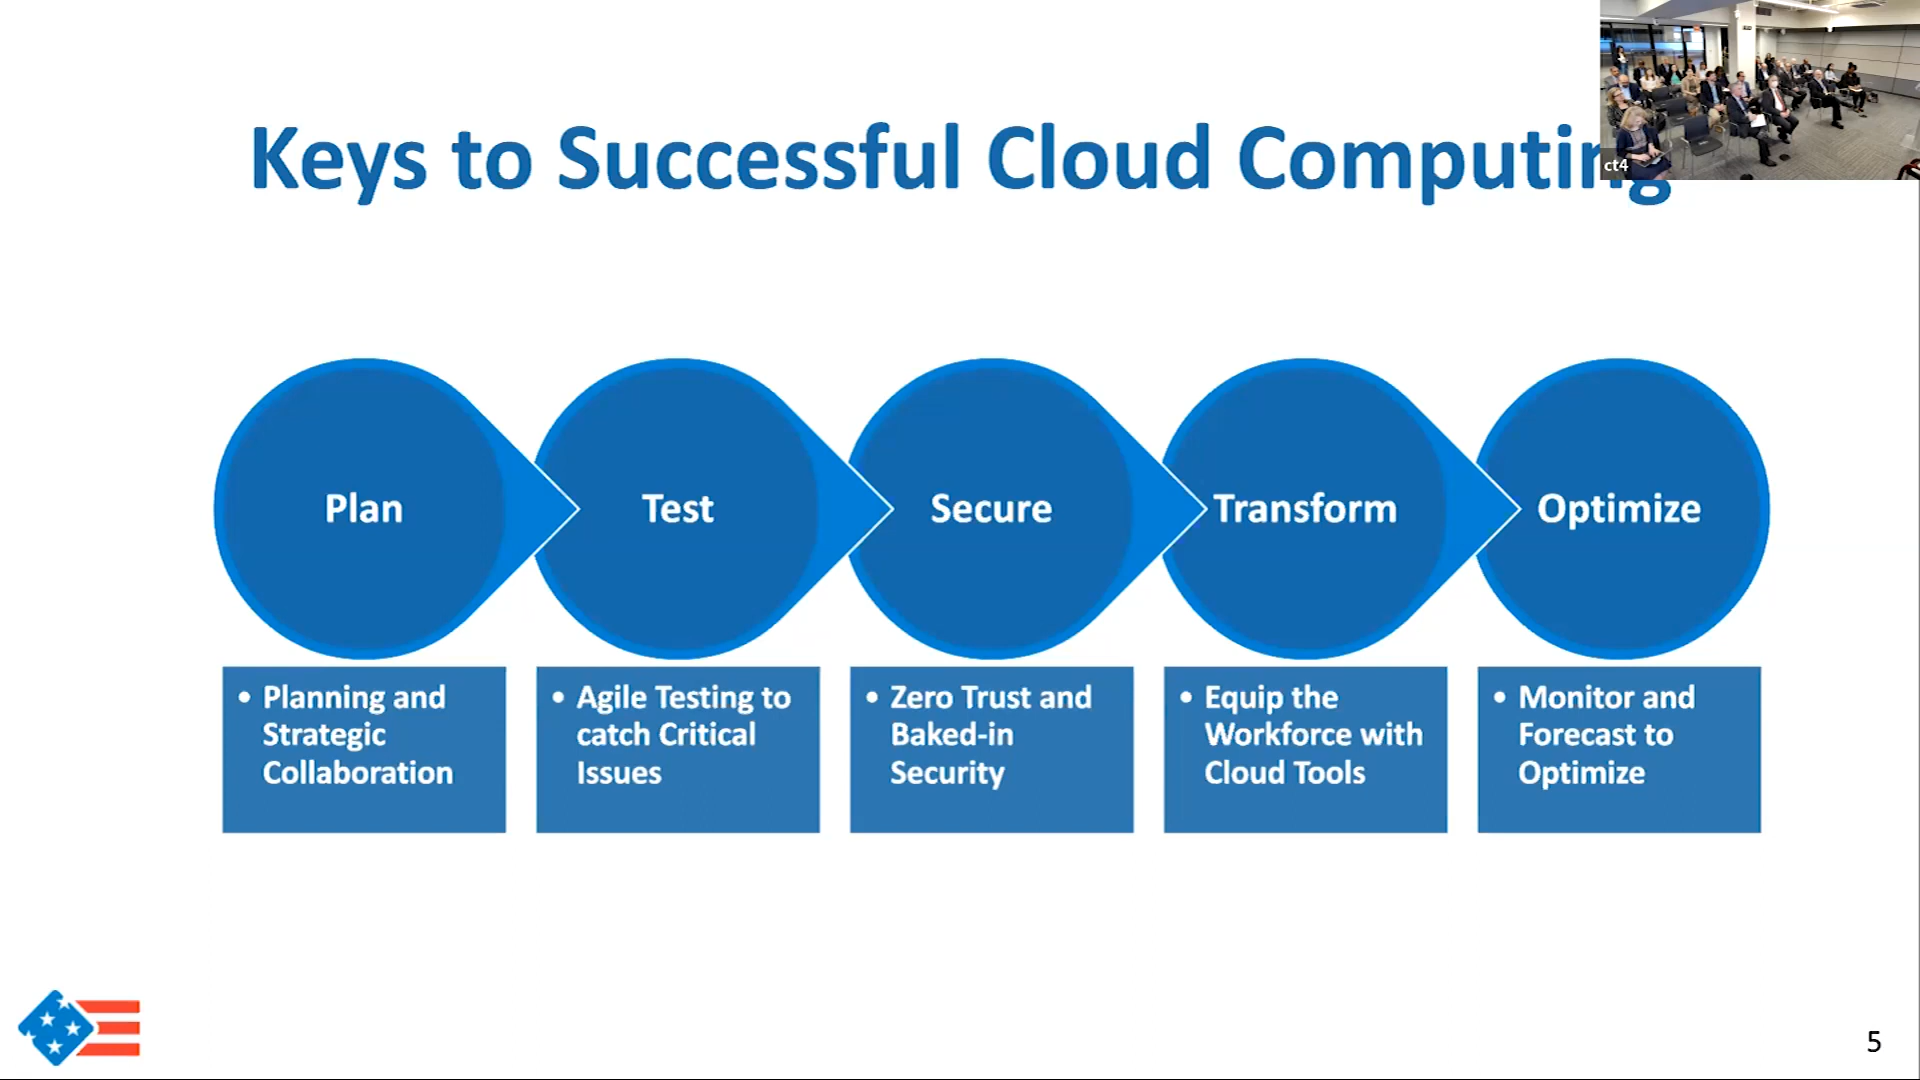 Keys to Successful Cloud Computing
ct4
Plan
Test
Secure
Transform
Optimize
• Planning and
Strategic
Collaboration
• Agile Testing to
catch Critical
Issues
• Zero Trust and
Baked-in
Security
• Equip the
Workforce with
Cloud Tools
• Monitor and
Forecast to
Optimize
5